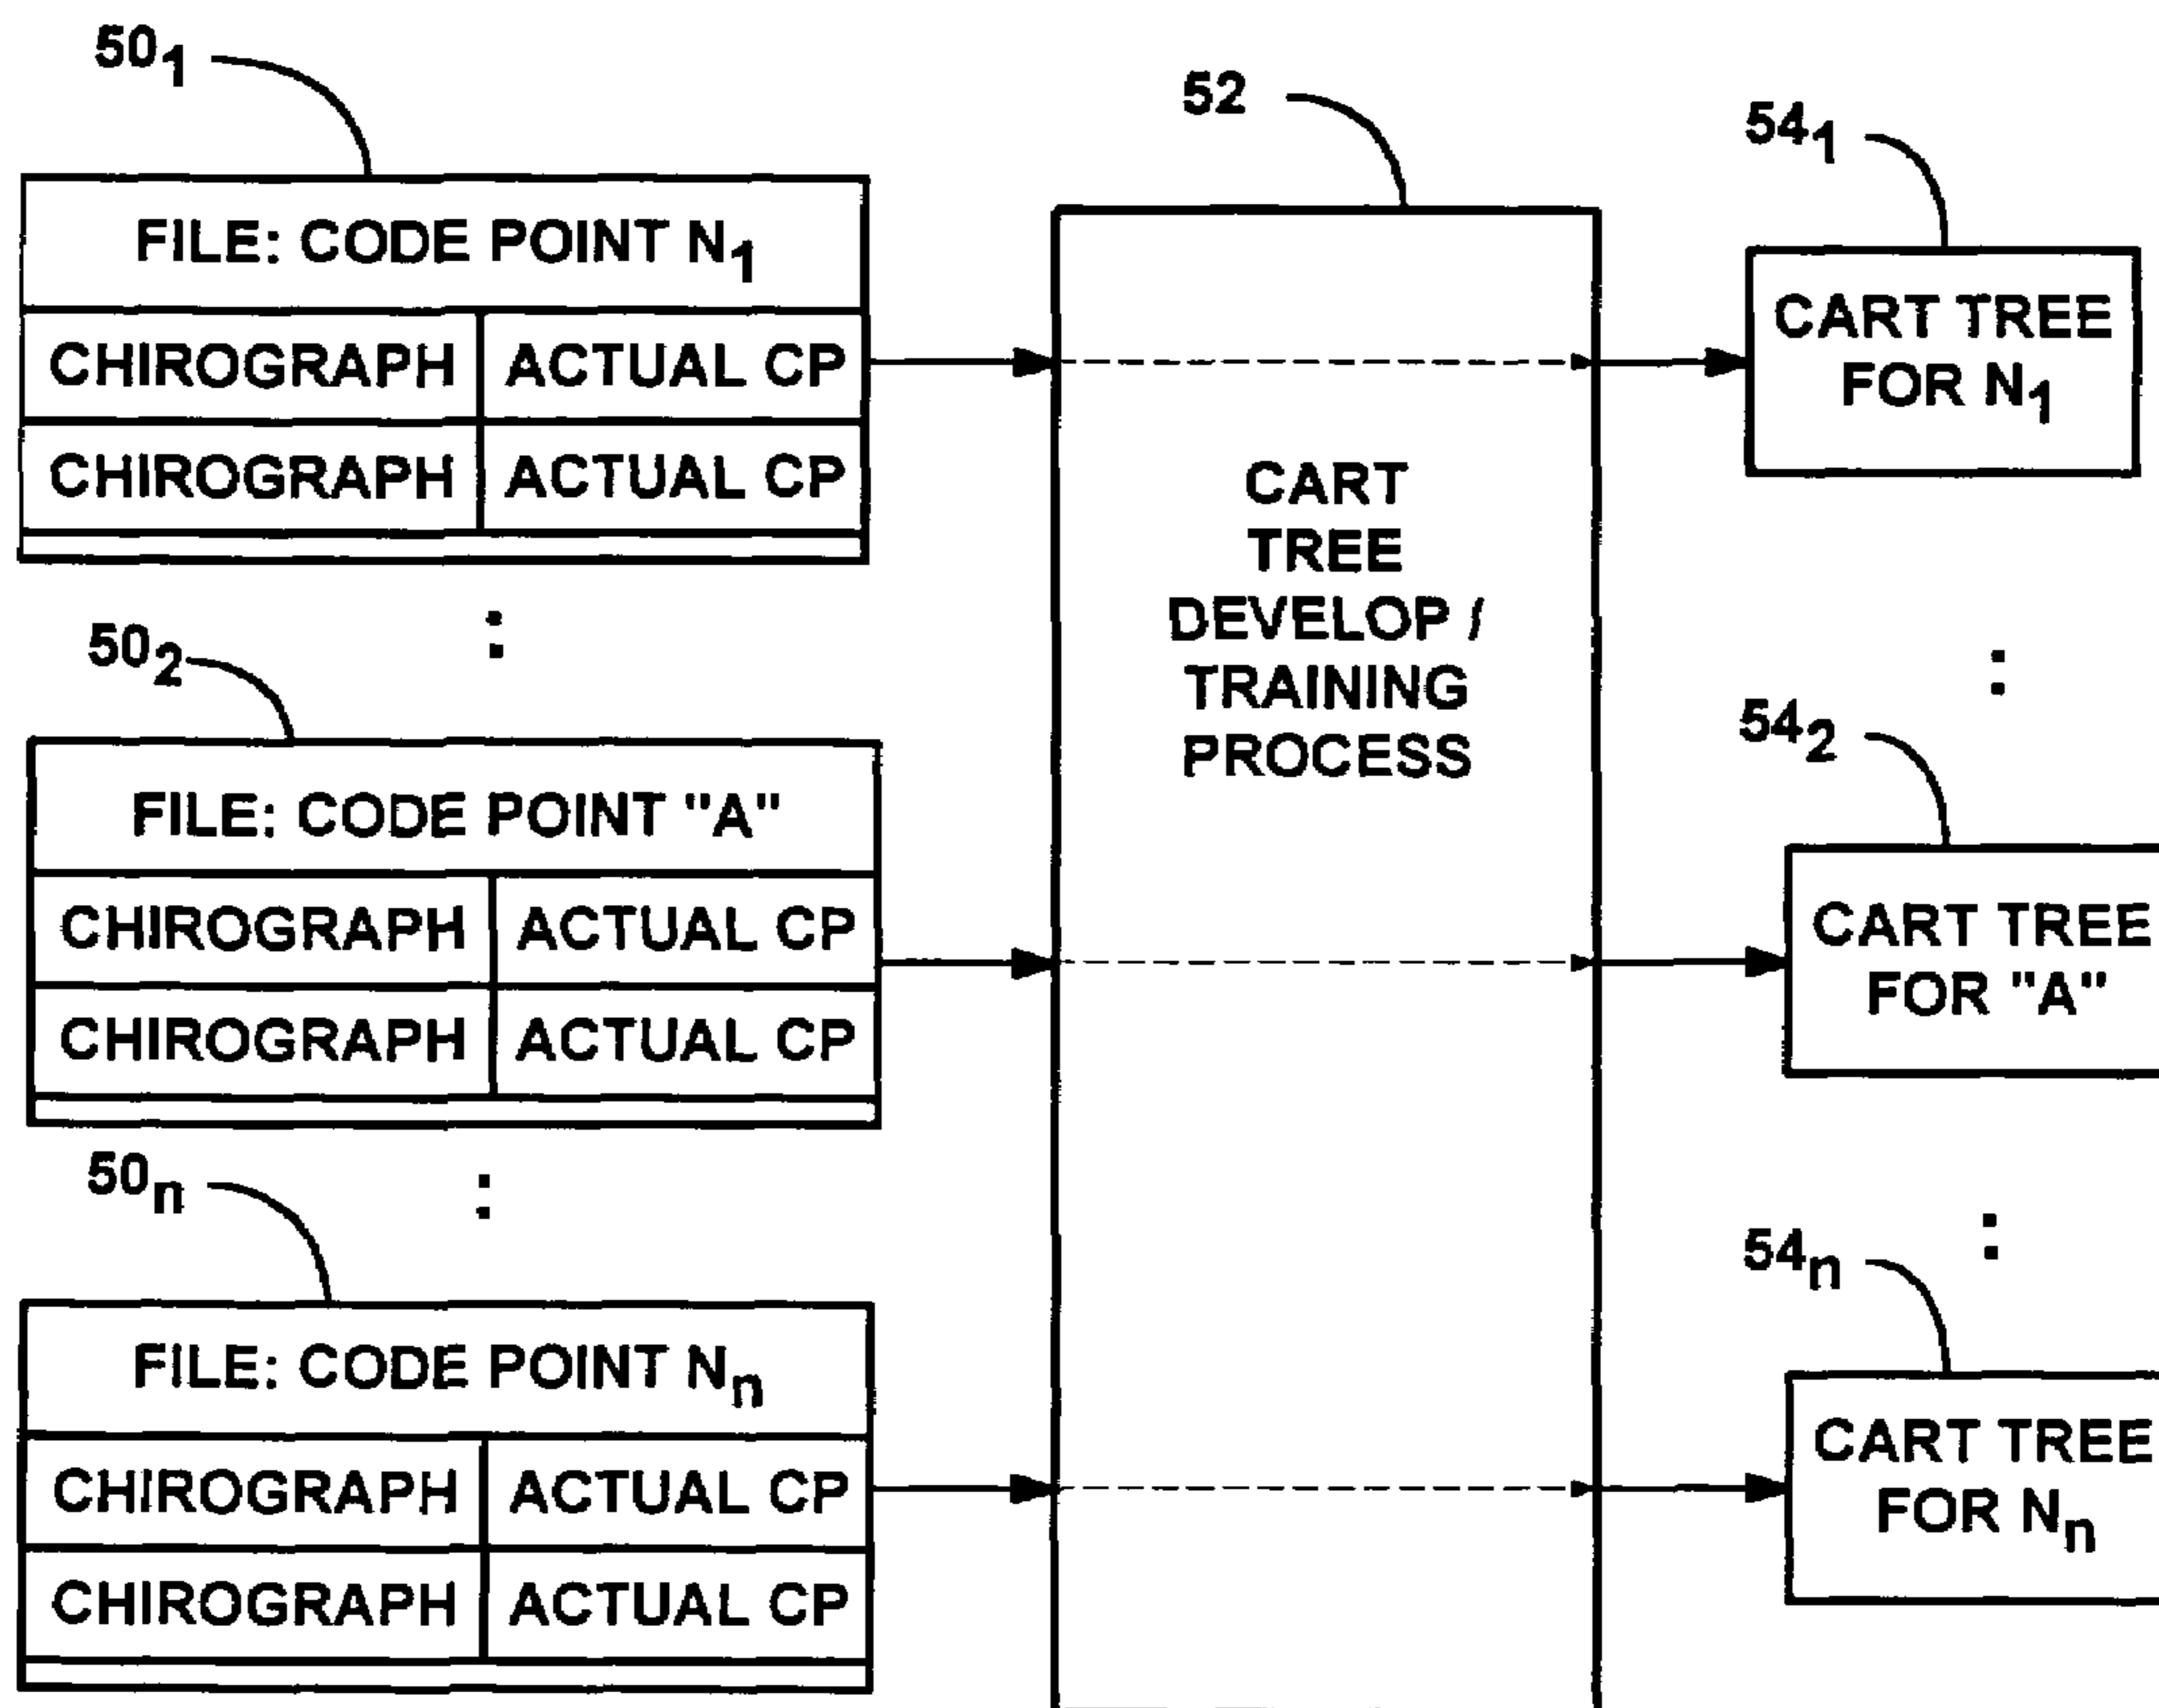 50₁
FILE: CODE POINT N₁
CHIROGRAPH ACTUAL CP
CHIROGRAPH ACTUAL CP
:
50₂
FILE: CODE POINT "A"
CHIROGRAPH ACTUAL CP
CHIROGRAPH ACTUAL CP
:
50ₙ
FILE: CODE POINT Nₙ
CHIROGRAPH ACTUAL CP
CHIROGRAPH ACTUAL CP
52
CART
TREE
DEVELOP /
TRAINING
PROCESS
54₁
CART TREE
FOR N₁
:
54₂
CART TREE
FOR "A"
:
54ₙ
CART TREE
FOR Nₙ